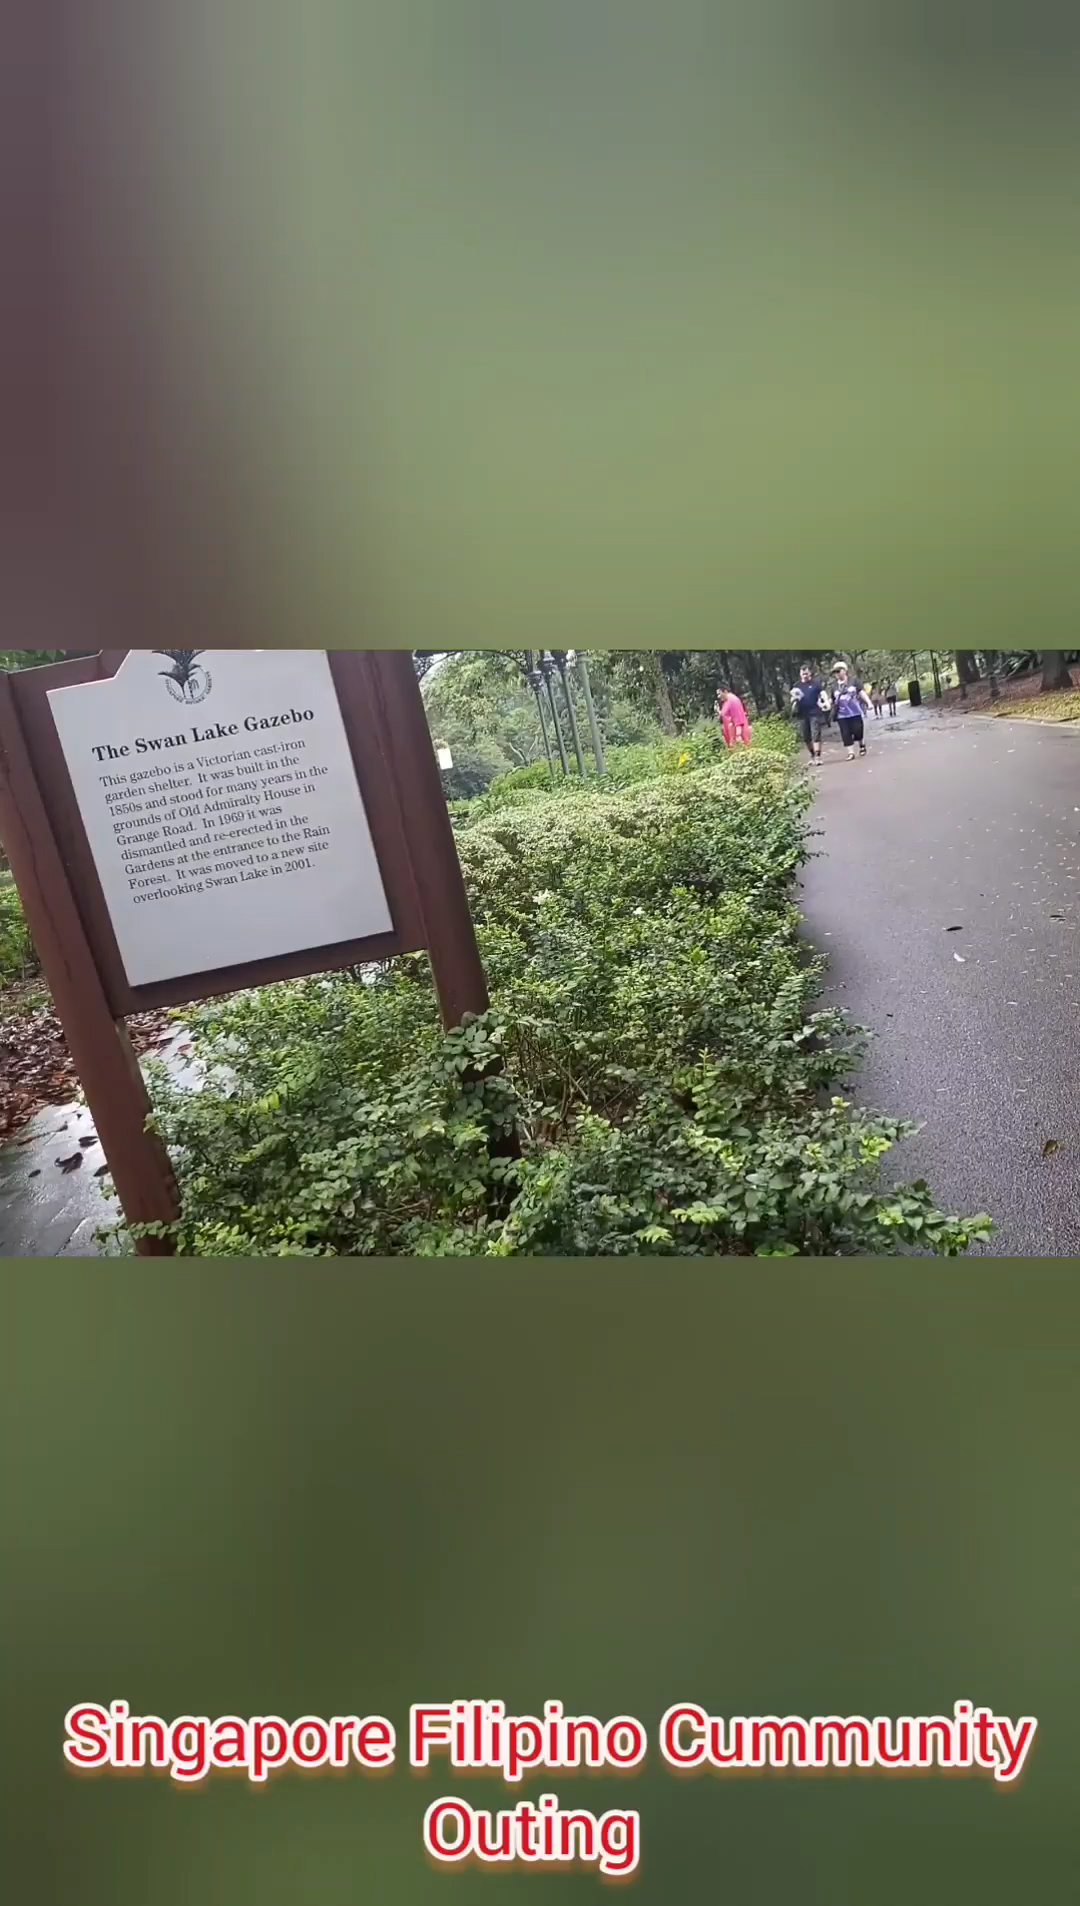 The Swan Lake Gazebo
This gazebo is a Victorian cast-iron
garden shelter. It was built in the
1850s and stood for many years in the
grounds of Old Admiralty House in
Grange Road. In 1969 it was
dismantled and re-erected in the
Gardens at the entrance to the Rain
Forest. It was moved to a new site
overlooking Swan Lake in 2001.
Singapore Filipino Cummunity
Outing